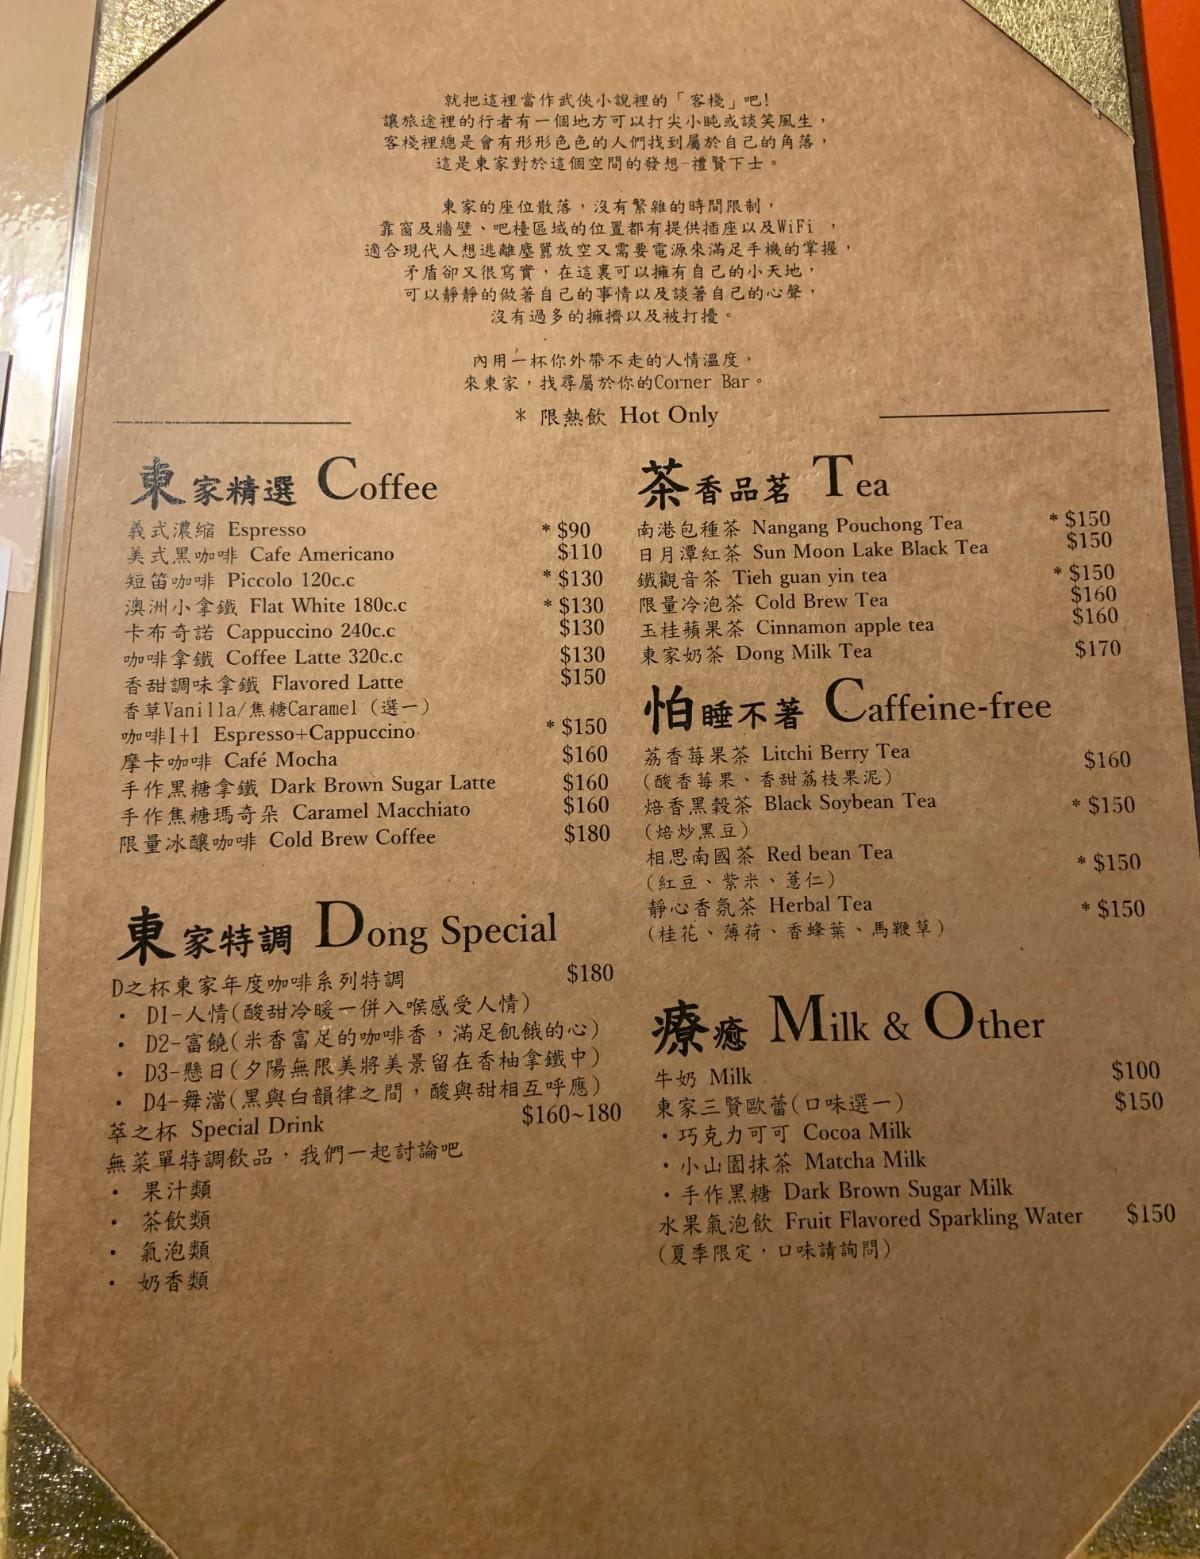 就把這裡當作武俠小說裡的「客棧」吧!
讓旅途裡的行者有一個地方可以打尖小盹或談笑風生，
客棧裡總是會有形形色色的人們找到屬於自己的角落，
這是東家對於這個空間的發想-禮賢下士。
東家的座位散落，沒有繁雜的時間限制，
靠窗及牆壁、吧檯區域的位置都有提供插座以及WiFi ，
適合現代人想逃離塵囂放空又需要電源來滿足手機的掌握，
矛盾卻又很寫實，在這裏可以擁有自己的小天地，
可以靜靜的做著自己的事情以及談著自己的心聲，
沒有過多的擁擠以及被打擾。
內用一杯你外帶不走的人情溫度，
來東家，找尋屬於你的Corner Bar。
* 限熱飲 Hot Only
東家精選 Coffee
義式濃縮 Espresso * $90
美式黑咖啡 Cafe Americano $110
短笛咖啡 Piccolo 120c.c * $130
澳洲小拿鐵 Flat White 180c.c * $130
卡布奇諾 Cappuccino 240c.c $130
咖啡拿鐵 Coffee Latte 320c.c $130
香甜調味拿鐵 Flavored Latte $150
香草Vanilla/焦糖Caramel (選一)
咖啡1+1 Espresso+Cappuccino * $150
摩卡咖啡 Café Mocha $160
手作黑糖拿鐵 Dark Brown Sugar Latte $160
手作焦糖瑪奇朵 Caramel Macchiato $160
限量冰釀咖啡 Cold Brew Coffee $180
東家特調 Dong Special
D之杯東家年度咖啡系列特調 $180
• D1-人情(酸甜冷暖一併入喉感受人情)
• D2-富饒(米香富足的咖啡香，滿足飢餓的心)
• D3-懸日(夕陽無限美將美景留在香柚拿鐵中)
• D4-舞澢(黑與白韻律之間，酸與甜相互呼應)
萃之杯 Special Drink $160~180
無菜單特調飲品，我們一起討論吧
• 果汁類
• 茶飲類
• 氣泡類
• 奶香類
茶香品茗 Tea
南港包種茶 Nangang Pouchong Tea * $150
日月潭紅茶 Sun Moon Lake Black Tea $150
鐵觀音茶 Tieh guan yin tea * $150
限量冷泡茶 Cold Brew Tea $160
玉桂蘋果茶 Cinnamon apple tea $160
東家奶茶 Dong Milk Tea $170
怕睡不著 Caffeine-free
荔香莓果茶 Litchi Berry Tea $160
(酸香莓果、香甜荔枝果泥)
焙香黑穀茶 Black Soybean Tea * $150
(焙炒黑豆)
相思南國茶 Red bean Tea * $150
(紅豆、紫米、薏仁)
靜心香氛茶 Herbal Tea * $150
(桂花、薄荷、香蜂葉、馬鞭草)
療癒 Milk & Other
牛奶 Milk $100
東家三賢歐蕾(口味選一) $150
・巧克力可可 Cocoa Milk
・小山園抹茶 Matcha Milk
・手作黑糖 Dark Brown Sugar Milk
水果氣泡飲 Fruit Flavored Sparkling Water $150
(夏季限定，口味請詢問)